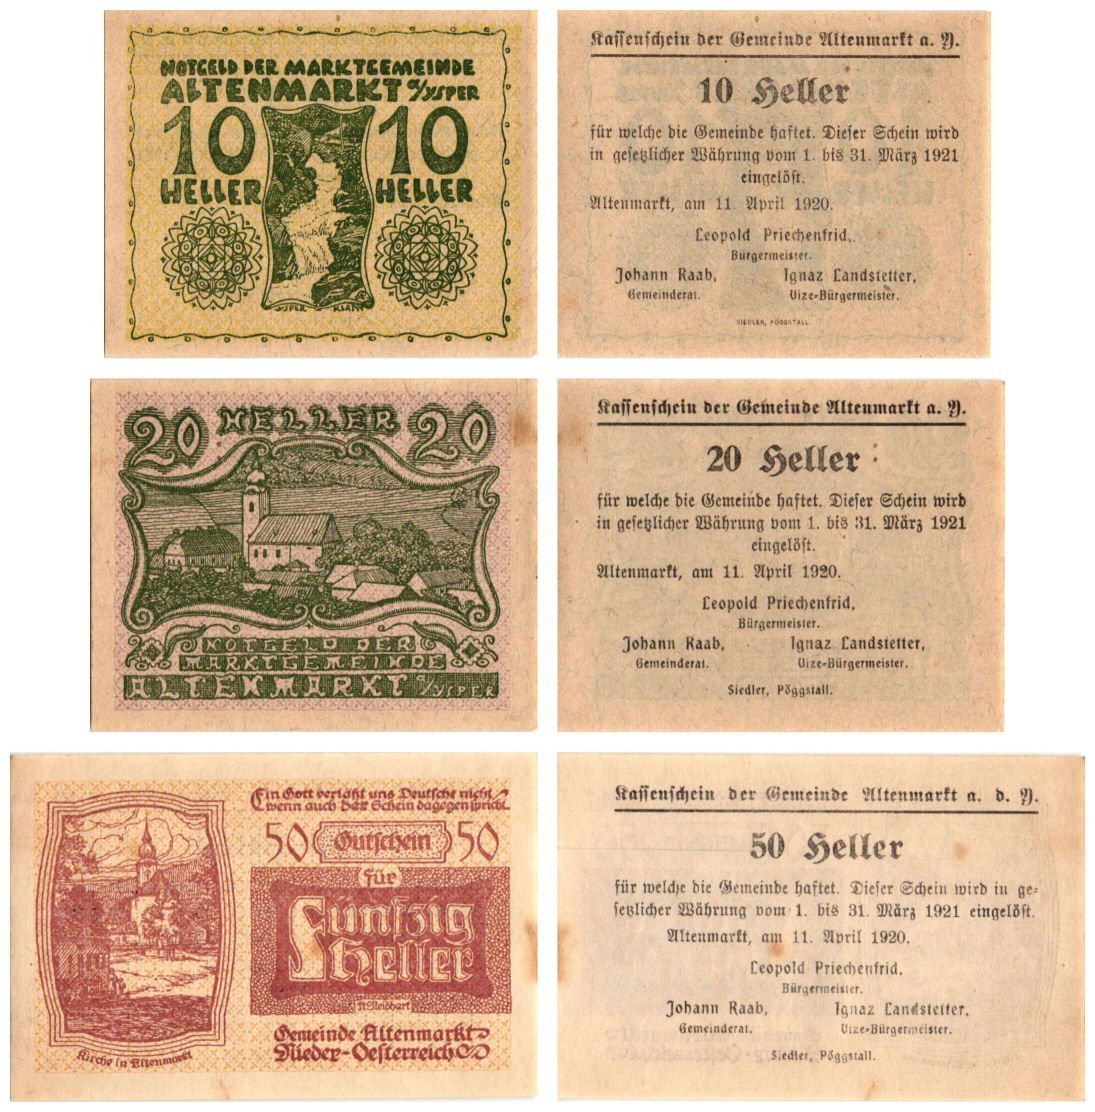 NOTGELD DER MARKTGEMEINDE
ALTENMARKT a/YSPER
10 10
HELLER HELLER
YSPER KLAMM
Kassenschein der Gemeinde Altenmarkt a. Y.
10 Heller
für welche die Gemeinde haftet. Dieser Schein wird
in gesetzlicher Währung vom 1. bis 31. März 1921
eingelöst.
Altenmarkt, am 11. April 1920.
Leopold Priechenfrid,
Bürgermeister.
Johann Raab, Ignaz Landstetter,
Gemeinderat. Vize-Bürgermeister.
SIEDLER, PÖGGSTALL.
20 HELLER 20
NOTGELD DER
MARKTGEMEINDE
ALTENMARKT a/YSPER
Kassenschein der Gemeinde Altenmarkt a. Y.
20 Heller
für welche die Gemeinde haftet. Dieser Schein wird
in gesetzlicher Währung vom 1. bis 31. März 1921
eingelöst.
Altenmarkt, am 11. April 1920.
Leopold Priechenfrid,
Bürgermeister.
Johann Raab, Ignaz Landstetter,
Gemeinderat. Vize-Bürgermeister.
Siedler, Pöggstall.
Ein Gott verläßt uns Deutsche nicht
wenn auch der Schein dagegen spricht.
50 Gutschein 50
für
Fünfzig
Heller
R. Neidhart
Gemeinde Altenmarkt
Nieder-Oesterreich
Kirche in Altenmarkt
Kassenschein der Gemeinde Altenmarkt a. d. Y.
50 Heller
für welche die Gemeinde haftet. Dieser Schein wird in ge-
setzlicher Währung vom 1. bis 31. März 1921 eingelöst.
Altenmarkt, am 11. April 1920.
Leopold Priechenfrid,
Bürgermeister.
Johann Raab, Ignaz Landstetter,
Gemeinderat. Vize-Bürgermeister.
Siedler, Pöggstall.